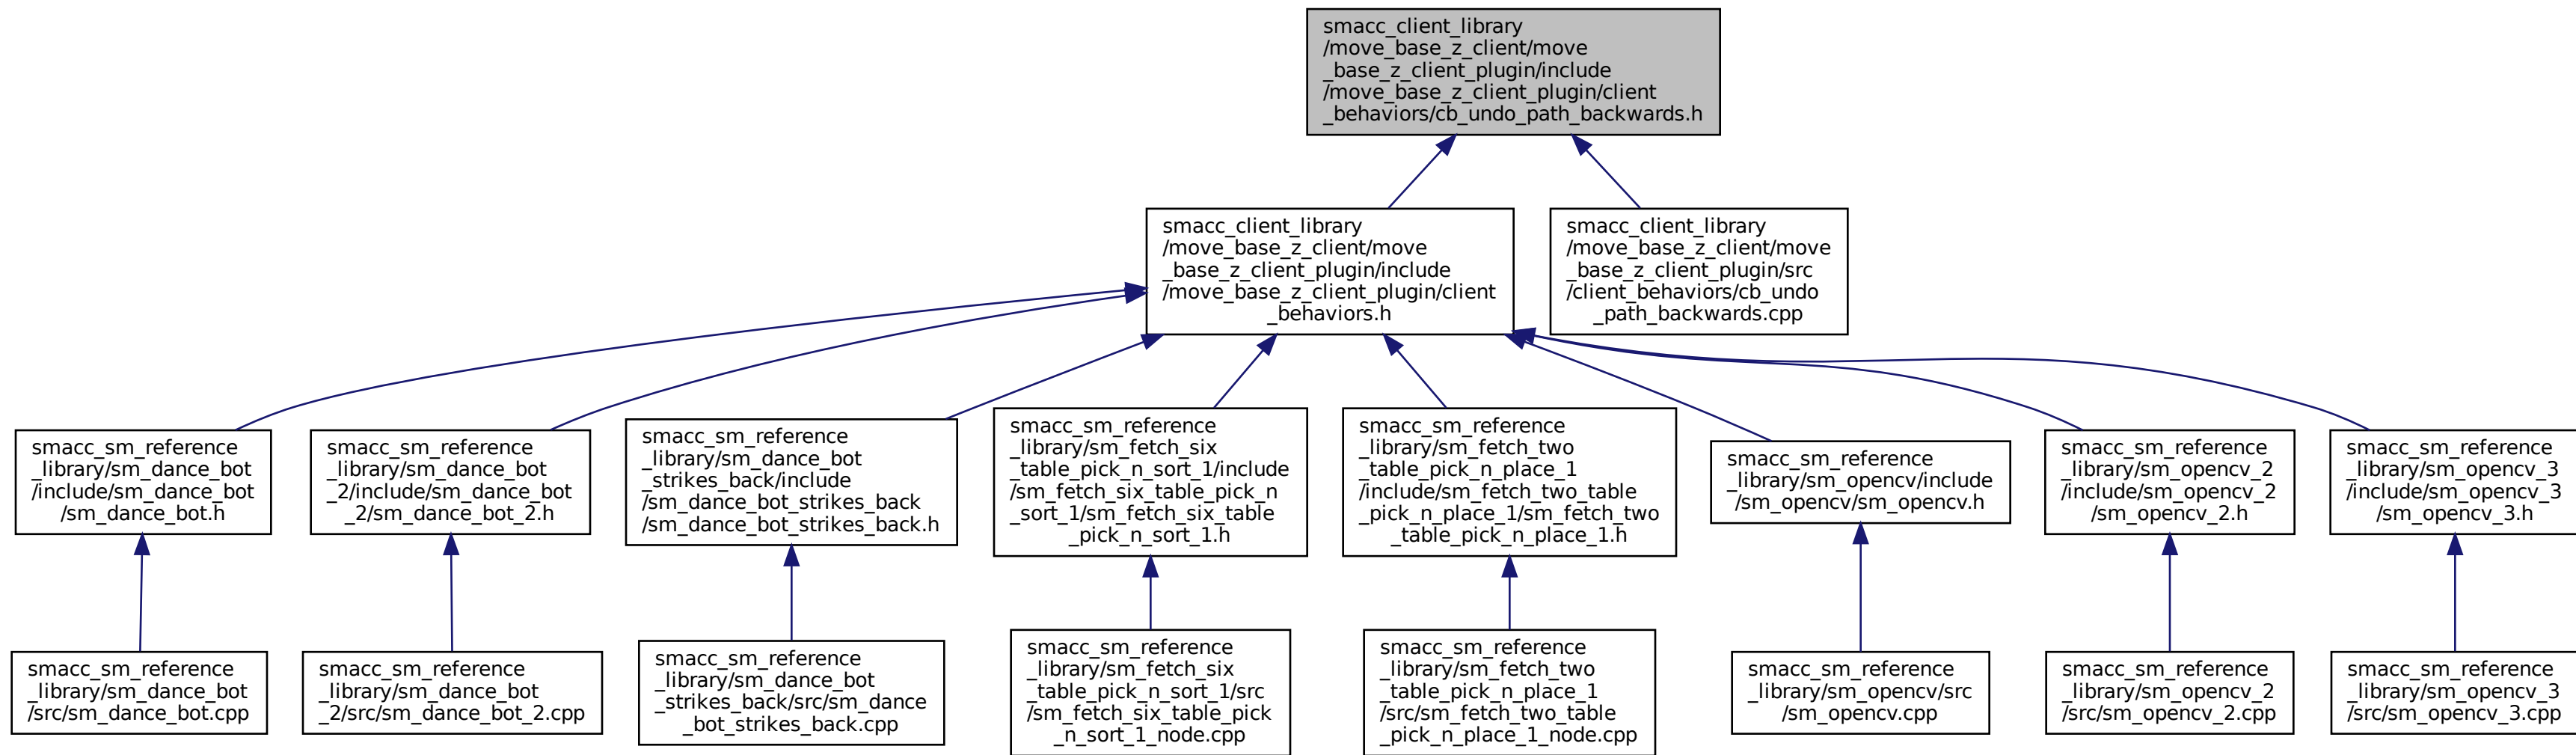 smacc_client_library
/move_base_z_client/move
_base_z_client_plugin/include
/move_base_z_client_plugin/client
_behaviors/cb_undo_path_backwards.h
smacc_client_library
/move_base_z_client/move
_base_z_client_plugin/include
/move_base_z_client_plugin/client
_behaviors.h
smacc_client_library
/move_base_z_client/move
_base_z_client_plugin/src
/client_behaviors/cb_undo
_path_backwards.cpp
smacc_sm_reference
_library/sm_dance_bot
/include/sm_dance_bot
/sm_dance_bot.h
smacc_sm_reference
_library/sm_dance_bot
_2/include/sm_dance_bot
_2/sm_dance_bot_2.h
smacc_sm_reference
_library/sm_dance_bot
_strikes_back/include
/sm_dance_bot_strikes_back
/sm_dance_bot_strikes_back.h
smacc_sm_reference
_library/sm_fetch_six
_table_pick_n_sort_1/include
/sm_fetch_six_table_pick_n
_sort_1/sm_fetch_six_table
_pick_n_sort_1.h
smacc_sm_reference
_library/sm_fetch_two
_table_pick_n_place_1
/include/sm_fetch_two_table
_pick_n_place_1/sm_fetch_two
_table_pick_n_place_1.h
smacc_sm_reference
_library/sm_opencv/include
/sm_opencv/sm_opencv.h
smacc_sm_reference
_library/sm_opencv_2
/include/sm_opencv_2
/sm_opencv_2.h
smacc_sm_reference
_library/sm_opencv_3
/include/sm_opencv_3
/sm_opencv_3.h
smacc_sm_reference
_library/sm_dance_bot
/src/sm_dance_bot.cpp
smacc_sm_reference
_library/sm_dance_bot
_2/src/sm_dance_bot_2.cpp
smacc_sm_reference
_library/sm_dance_bot
_strikes_back/src/sm_dance
_bot_strikes_back.cpp
smacc_sm_reference
_library/sm_fetch_six
_table_pick_n_sort_1/src
/sm_fetch_six_table_pick
_n_sort_1_node.cpp
smacc_sm_reference
_library/sm_fetch_two
_table_pick_n_place_1
/src/sm_fetch_two_table
_pick_n_place_1_node.cpp
smacc_sm_reference
_library/sm_opencv/src
/sm_opencv.cpp
smacc_sm_reference
_library/sm_opencv_2
/src/sm_opencv_2.cpp
smacc_sm_reference
_library/sm_opencv_3
/src/sm_opencv_3.cpp